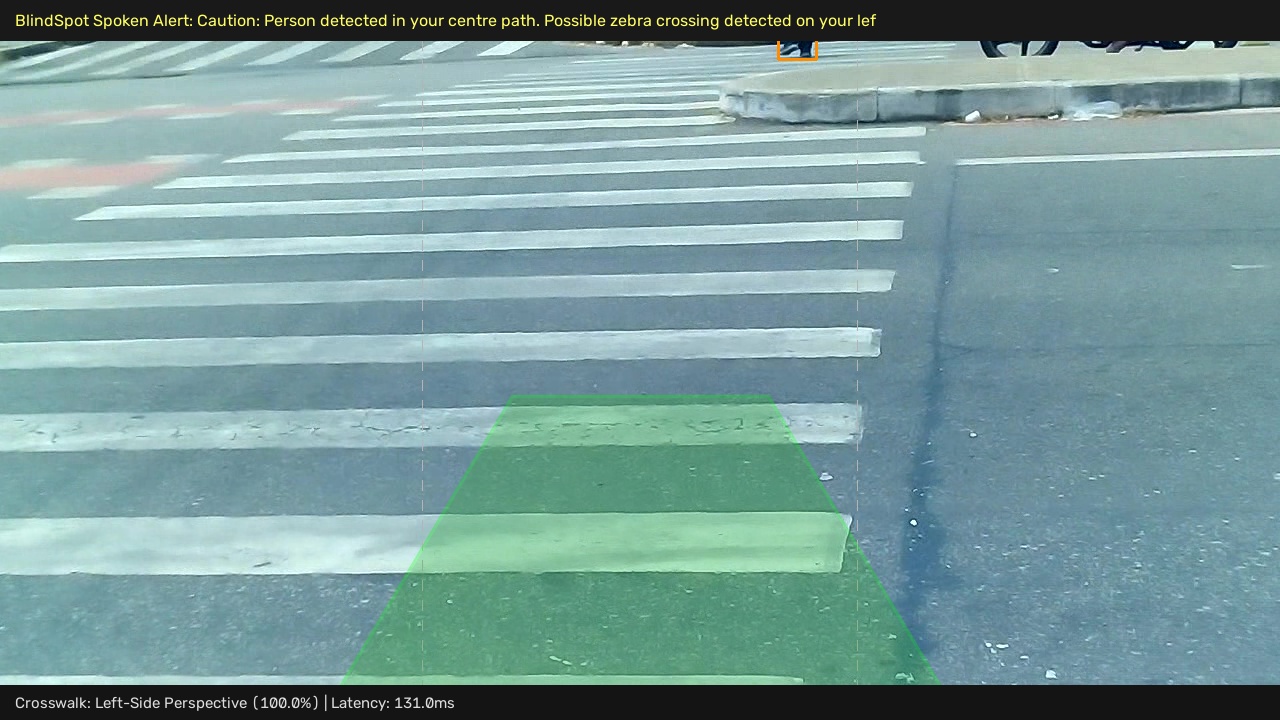 BlindSpot Spoken Alert: Caution: Person detected in your centre path. Possible zebra crossing detected on your lef
Crosswalk: Left-Side Perspective (100.0%) | Latency: 131.0ms